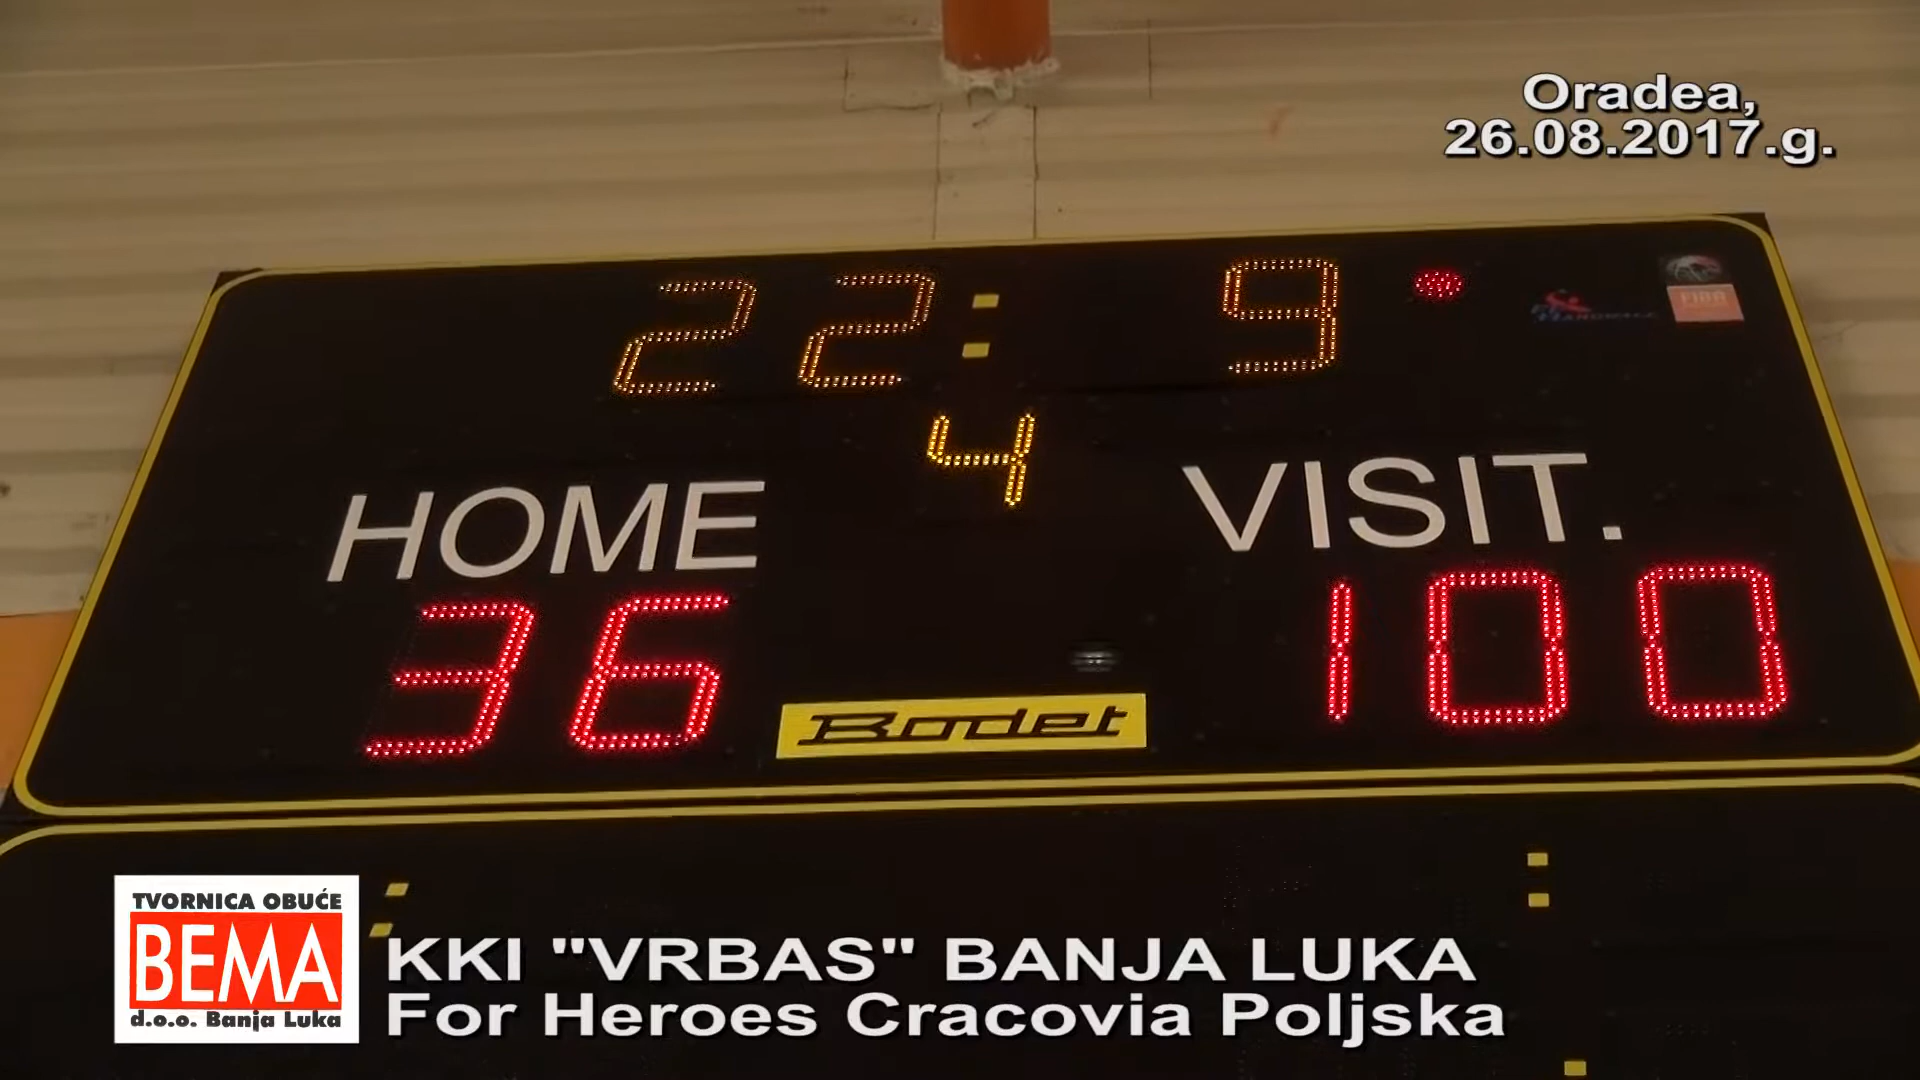 Oradea,
26.08.2017.g.
22: 9
FIBA
4
HOME VISIT.
36 100
Bodet
TVORNICA OBUĆE
BEMA
d.o.o. Banja Luka
KKI "VRBAS" BANJA LUKA
For Heroes Cracovia Poljska